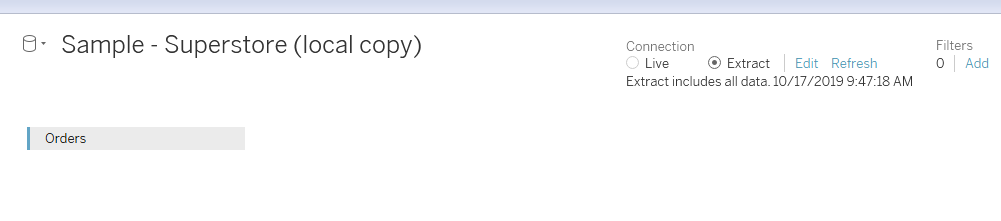 Sample - Superstore (local copy)
Connection
Live Extract Edit Refresh
Extract includes all data. 10/17/2019 9:47:18 AM
Filters
0 Add
Orders